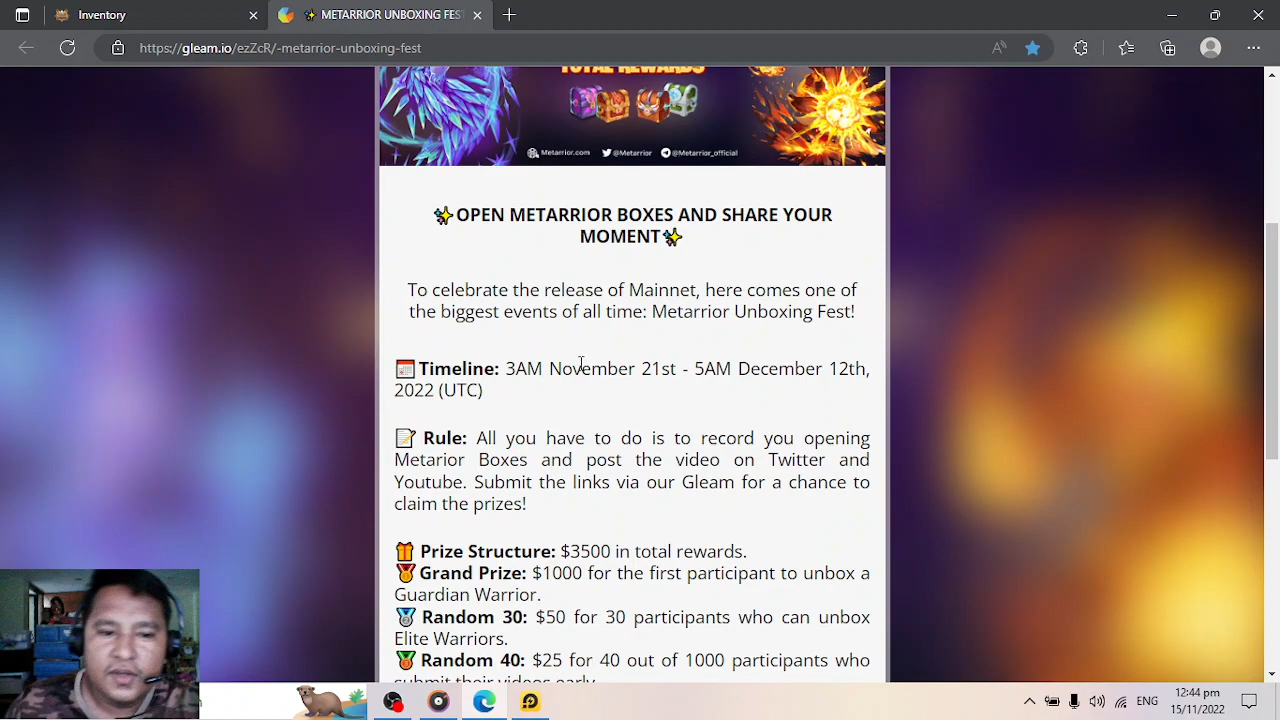 Inventory
✨ METARRIOR UNBOXING FEST
https://gleam.io/ezZcR/-metarrior-unboxing-fest
TOTAL REWARDS
Metarrior.com @Metarrior @Metarrior_official
✨OPEN METARRIOR BOXES AND SHARE YOUR
MOMENT✨
To celebrate the release of Mainnet, here comes one of
the biggest events of all time: Metarrior Unboxing Fest!
Timeline: 3AM November 21st - 5AM December 12th,
2022 (UTC)
Rule: All you have to do is to record you opening
Metarior Boxes and post the video on Twitter and
Youtube. Submit the links via our Gleam for a chance to
claim the prizes!
Prize Structure: $3500 in total rewards.
Grand Prize: $1000 for the first participant to unbox a
Guardian Warrior.
Random 30: $50 for 30 participants who can unbox
Elite Warriors.
Random 40: $25 for 40 out of 1000 participants who
submit their videos early.
ENG
12:44 pm
15/11/2022